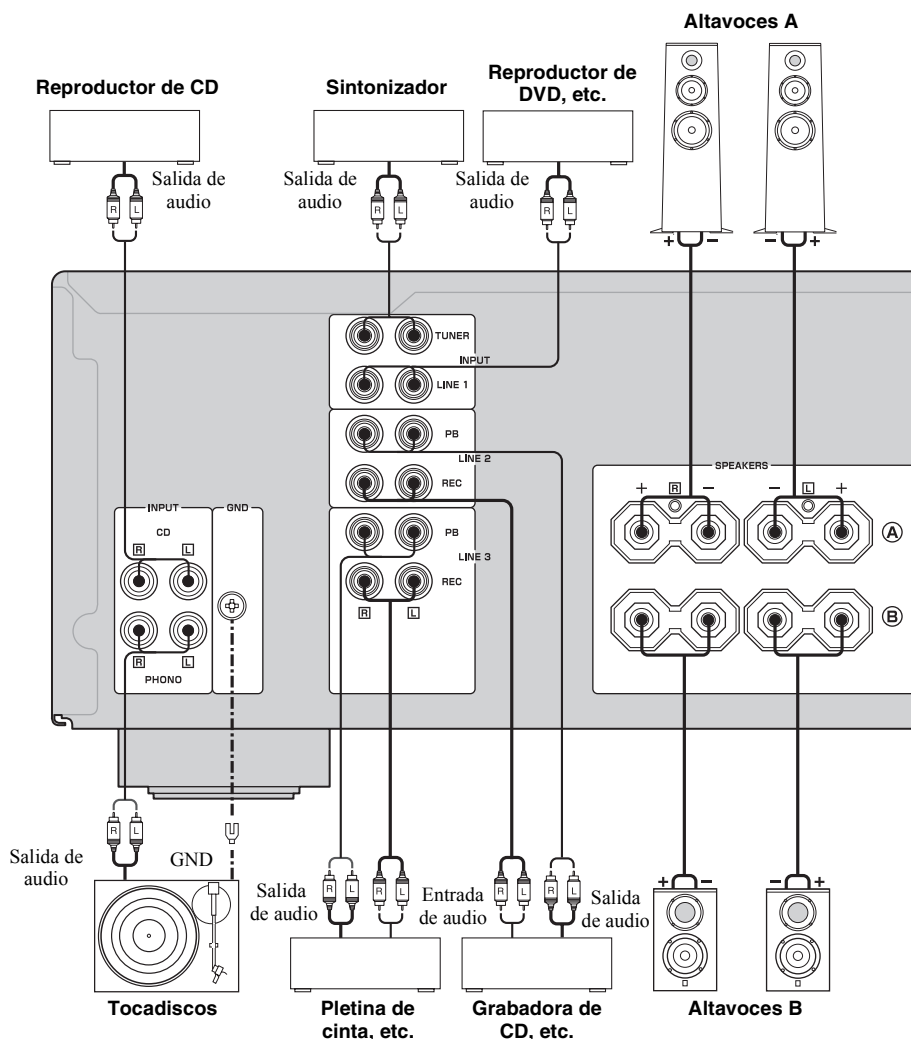 Altavoces A
Reproductor de CD
Sintonizador
Reproductor de
DVD, etc.
Salida de
audio
Salida de
audio
Salida de
audio
R L
R L
R L
+ −
− +
TUNER
INPUT
LINE 1
PB
LINE 2
REC
PB
LINE 3
REC
R L
INPUT
CD
R L
R L
PHONO
GND
SPEAKERS
+ R −
− L +
A
B
R L
Salida de
audio
GND
Tocadiscos
Salida
de audio
R L
R L
Entrada
de audio
R L
R L
Salida
de audio
Pletina de
cinta, etc.
Grabadora de
CD, etc.
+ −
− +
Altavoces B